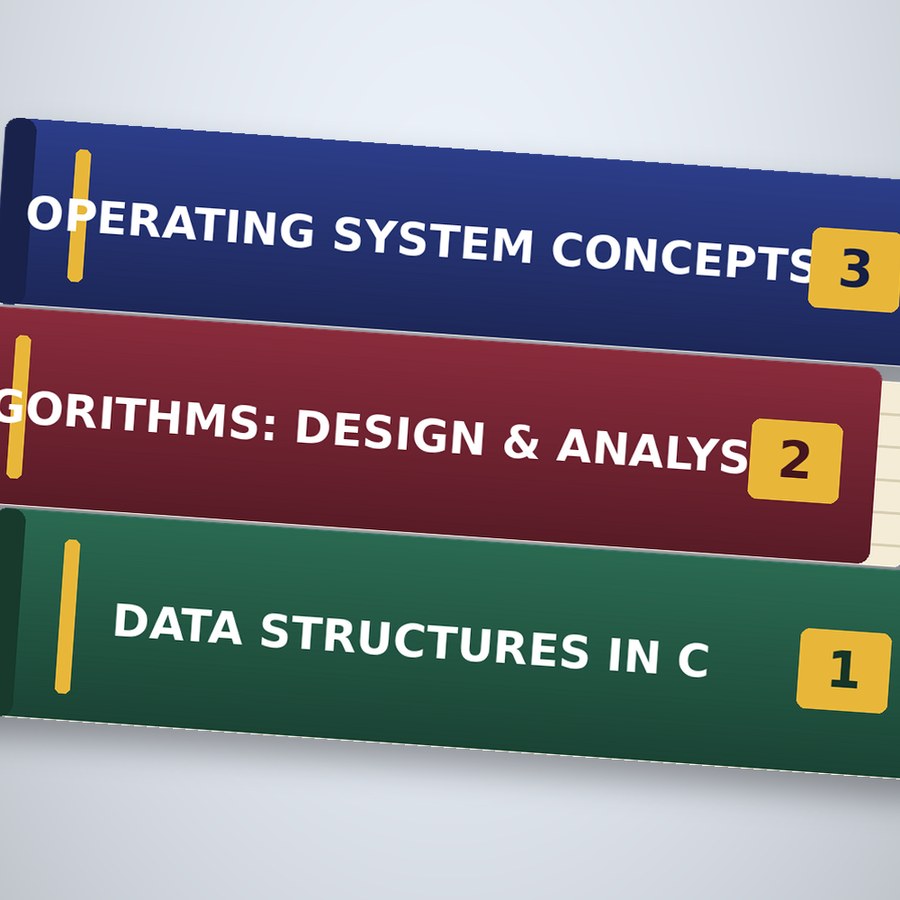 OPERATING SYSTEM CONCEPTS 3
GORITHMS: DESIGN & ANALYS 2
DATA STRUCTURES IN C 1